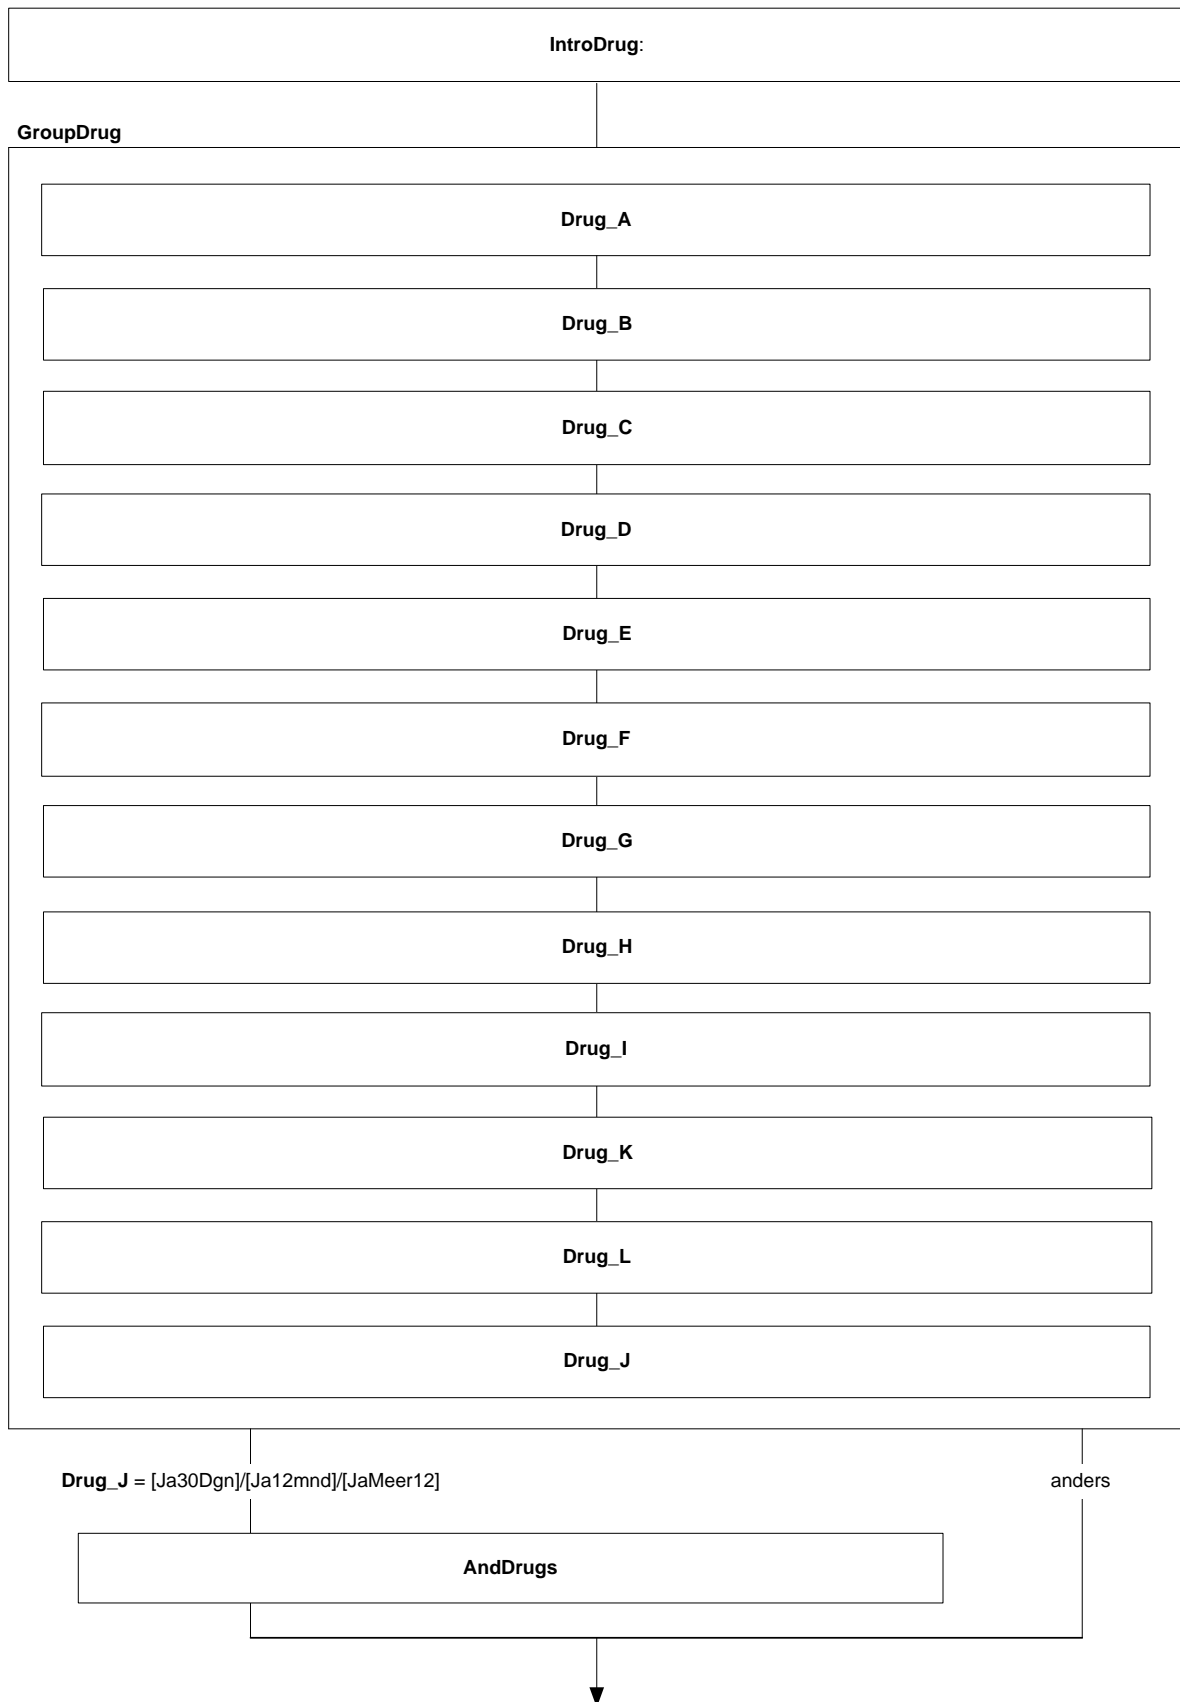 IntroDrug:
GroupDrug
Drug_A
Drug_B
Drug_C
Drug_D
Drug_E
Drug_F
Drug_G
Drug_H
Drug_I
Drug_K
Drug_L
Drug_J
Drug_J = [Ja30Dgn]/[Ja12mnd]/[JaMeer12]
anders
AndDrugs